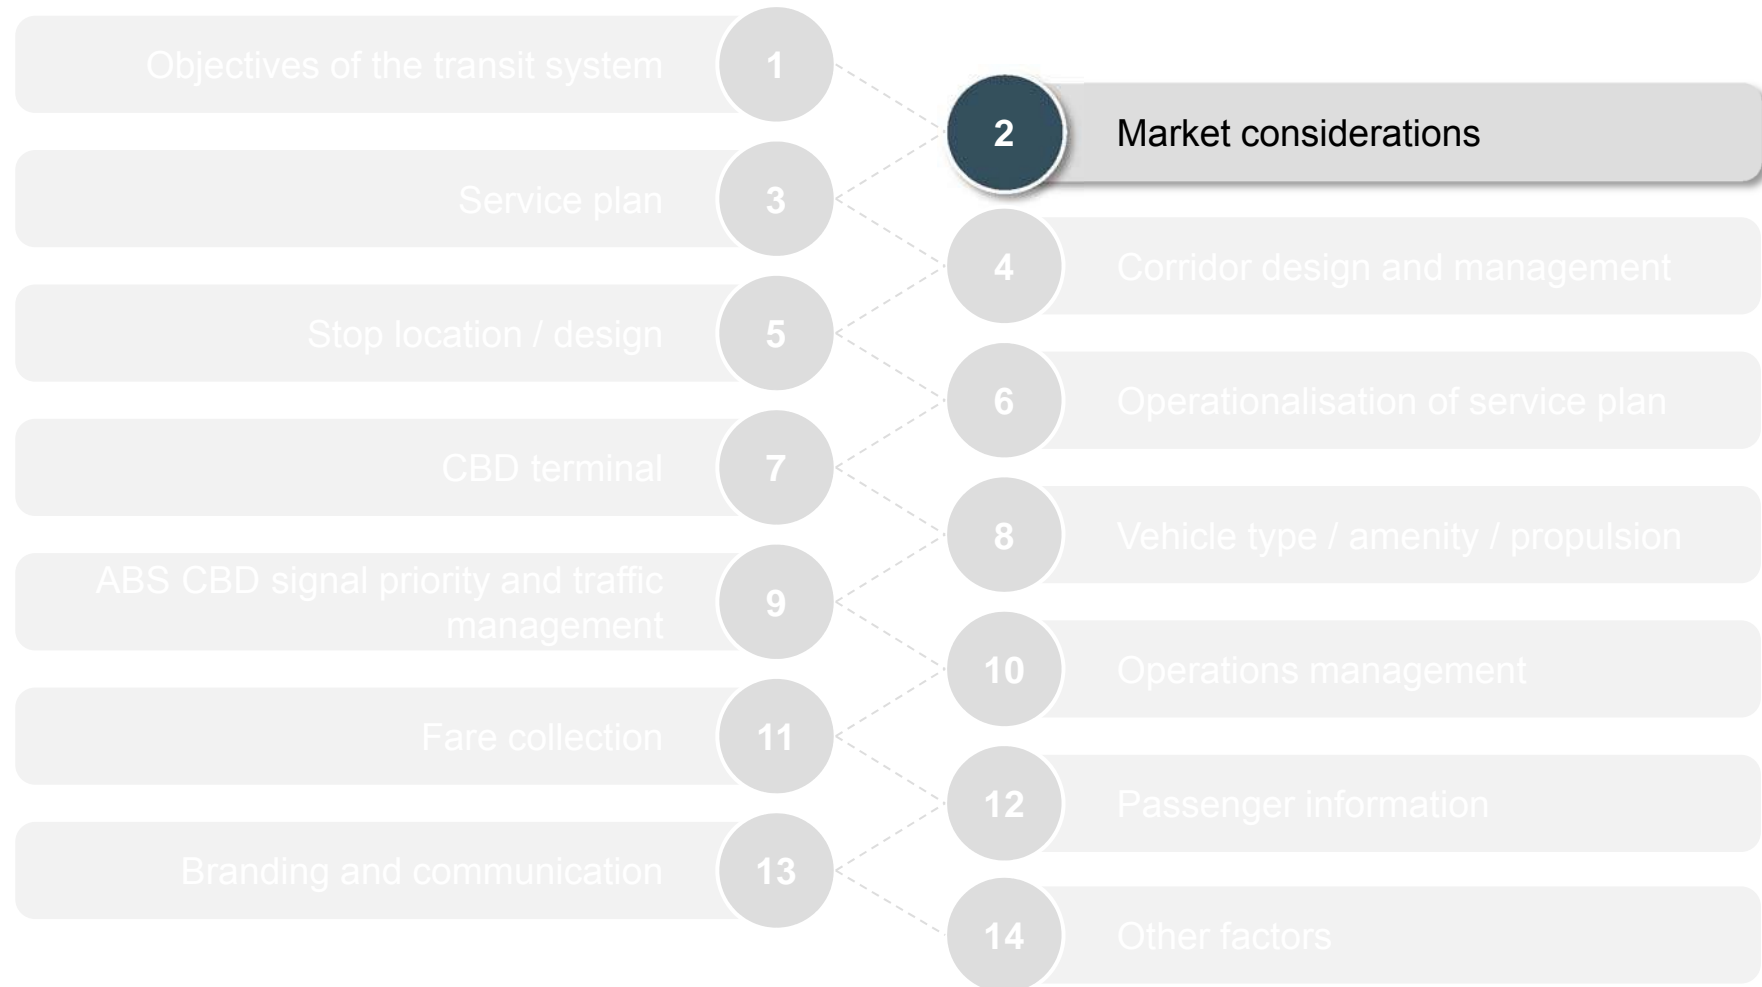 Objectives of the transit system
1
2
Market considerations
Service plan
3
4
Corridor design and management
Stop location / design
5
6
Operationalisation of service plan
CBD terminal
7
8
Vehicle type / amenity / propulsion
ABS CBD signal priority and traffic
management
9
10
Operations management
Fare collection
11
12
Passenger information
Branding and communication
13
14
Other factors